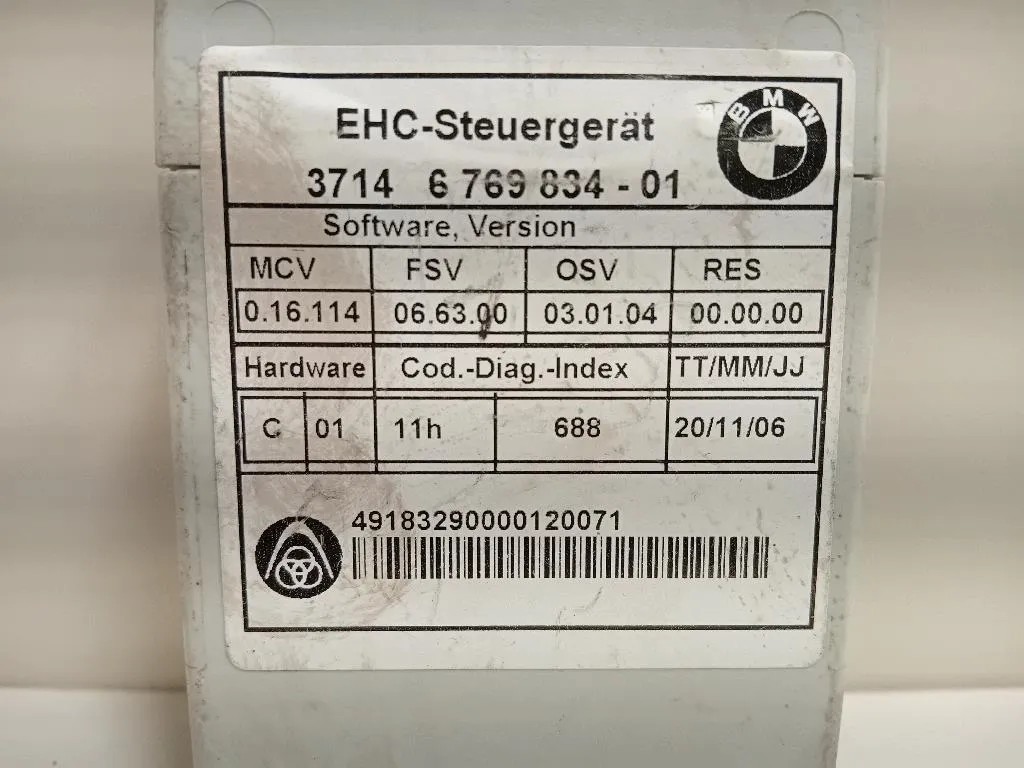 EHC-Steuergerät
BMW
3714 6 769 834 - 01
Software, Version
MCV FSV OSV RES
0.16.114 06.63.00 03.01.04 00.00.00
Hardware Cod.-Diag.-Index TT/MM/JJ
C 01 11h 688 20/11/06
49183290000120071